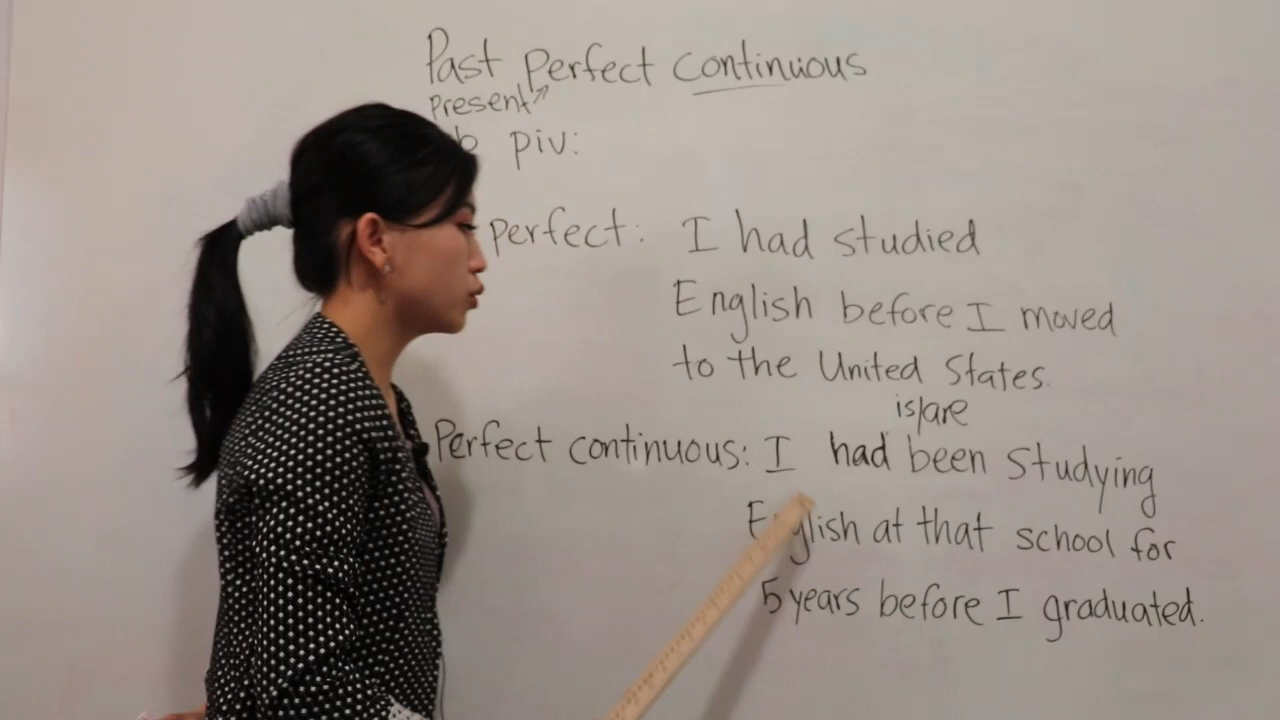 Past perfect continuous
present
piv:
perfect: I had studied
English before I moved
to the United States.
is/are
Perfect continuous: I had been studying
English at that school for
5 years before I graduated.